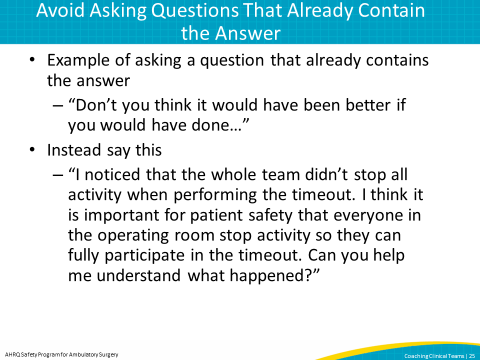 Avoid Asking Questions That Already Contain
the Answer
• Example of asking a question that already contains
the answer
– “Don’t you think it would have been better if
you would have done…”
• Instead say this
– “I noticed that the whole team didn’t stop all
activity when performing the timeout. I think it
is important for patient safety that everyone in
the operating room stop activity so they can
fully participate in the timeout. Can you help
me understand what happened?”
AHRQ Safety Program for Ambulatory Surgery
Coaching Clinical Teams | 25